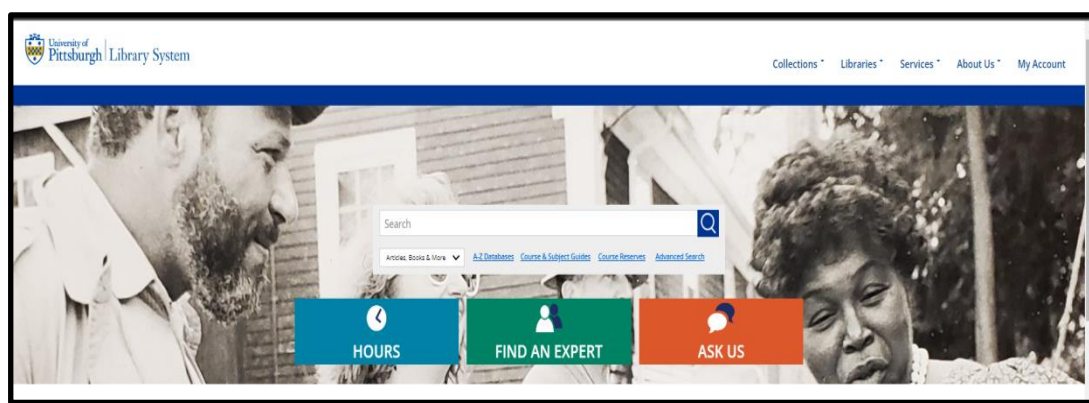 University of
Pittsburgh Library System
Collections ˅ Libraries ˅ Services ˅ About Us ˅ My Account
Search
Articles, Books & More A-Z Databases Course & Subject Guides Course Reserves Advanced Search
HOURS FIND AN EXPERT ASK US